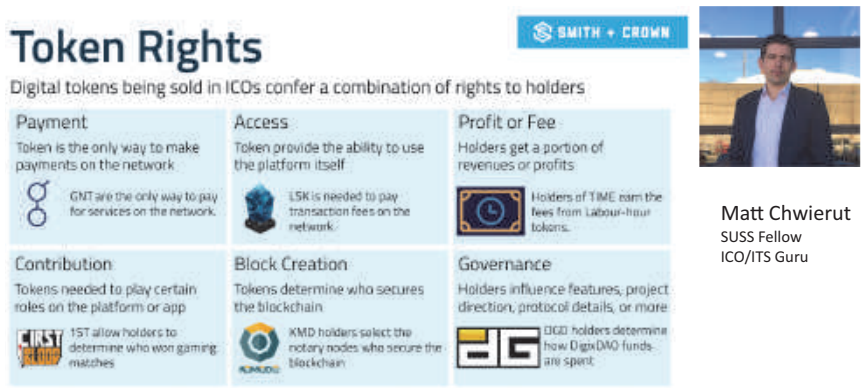 SMITH + CROWN
Token Rights
Digital tokens being sold in ICOs confer a combination of rights to holders
Payment
Token is the only way to make
payments on the network
GNT are the only way to pay
for services on the network.
Access
Token provide the ability to use
the platform itself
LSK is needed to pay
transaction fees on the
network
Profit or Fee
Holders get a portion of
revenues or profits
Holders of TIME earn the
fees from Labour-hour
tokens.
Contribution
Tokens needed to play certain
roles on the platform or app
FIRST
BLOOD
1ST allow holders to
determine who won gaming
matches
Block Creation
Tokens determine who secures
the blockchain
KOMODO
KMD holders select the
notary nodes who secure the
blockchain
Governance
Holders influence features, project
direction, protocol details, or more
DG
DGD holders determine
how DigixDAO funds
are spent
Matt Chwierut
SUSS Fellow
ICO/ITS Guru